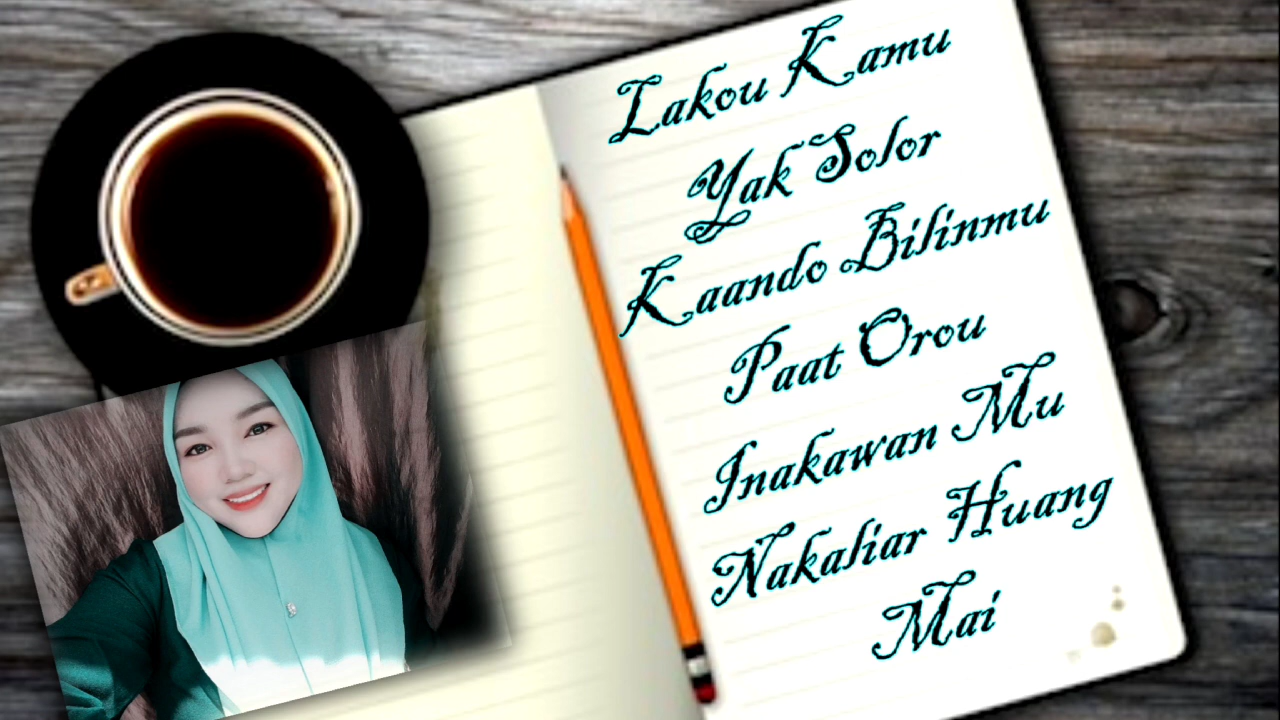 Lakou Kamu
Yak Solor
Kaando Bilinmu
Paat Orou
Inakawan Mu
Nakaliar Huang
Mai